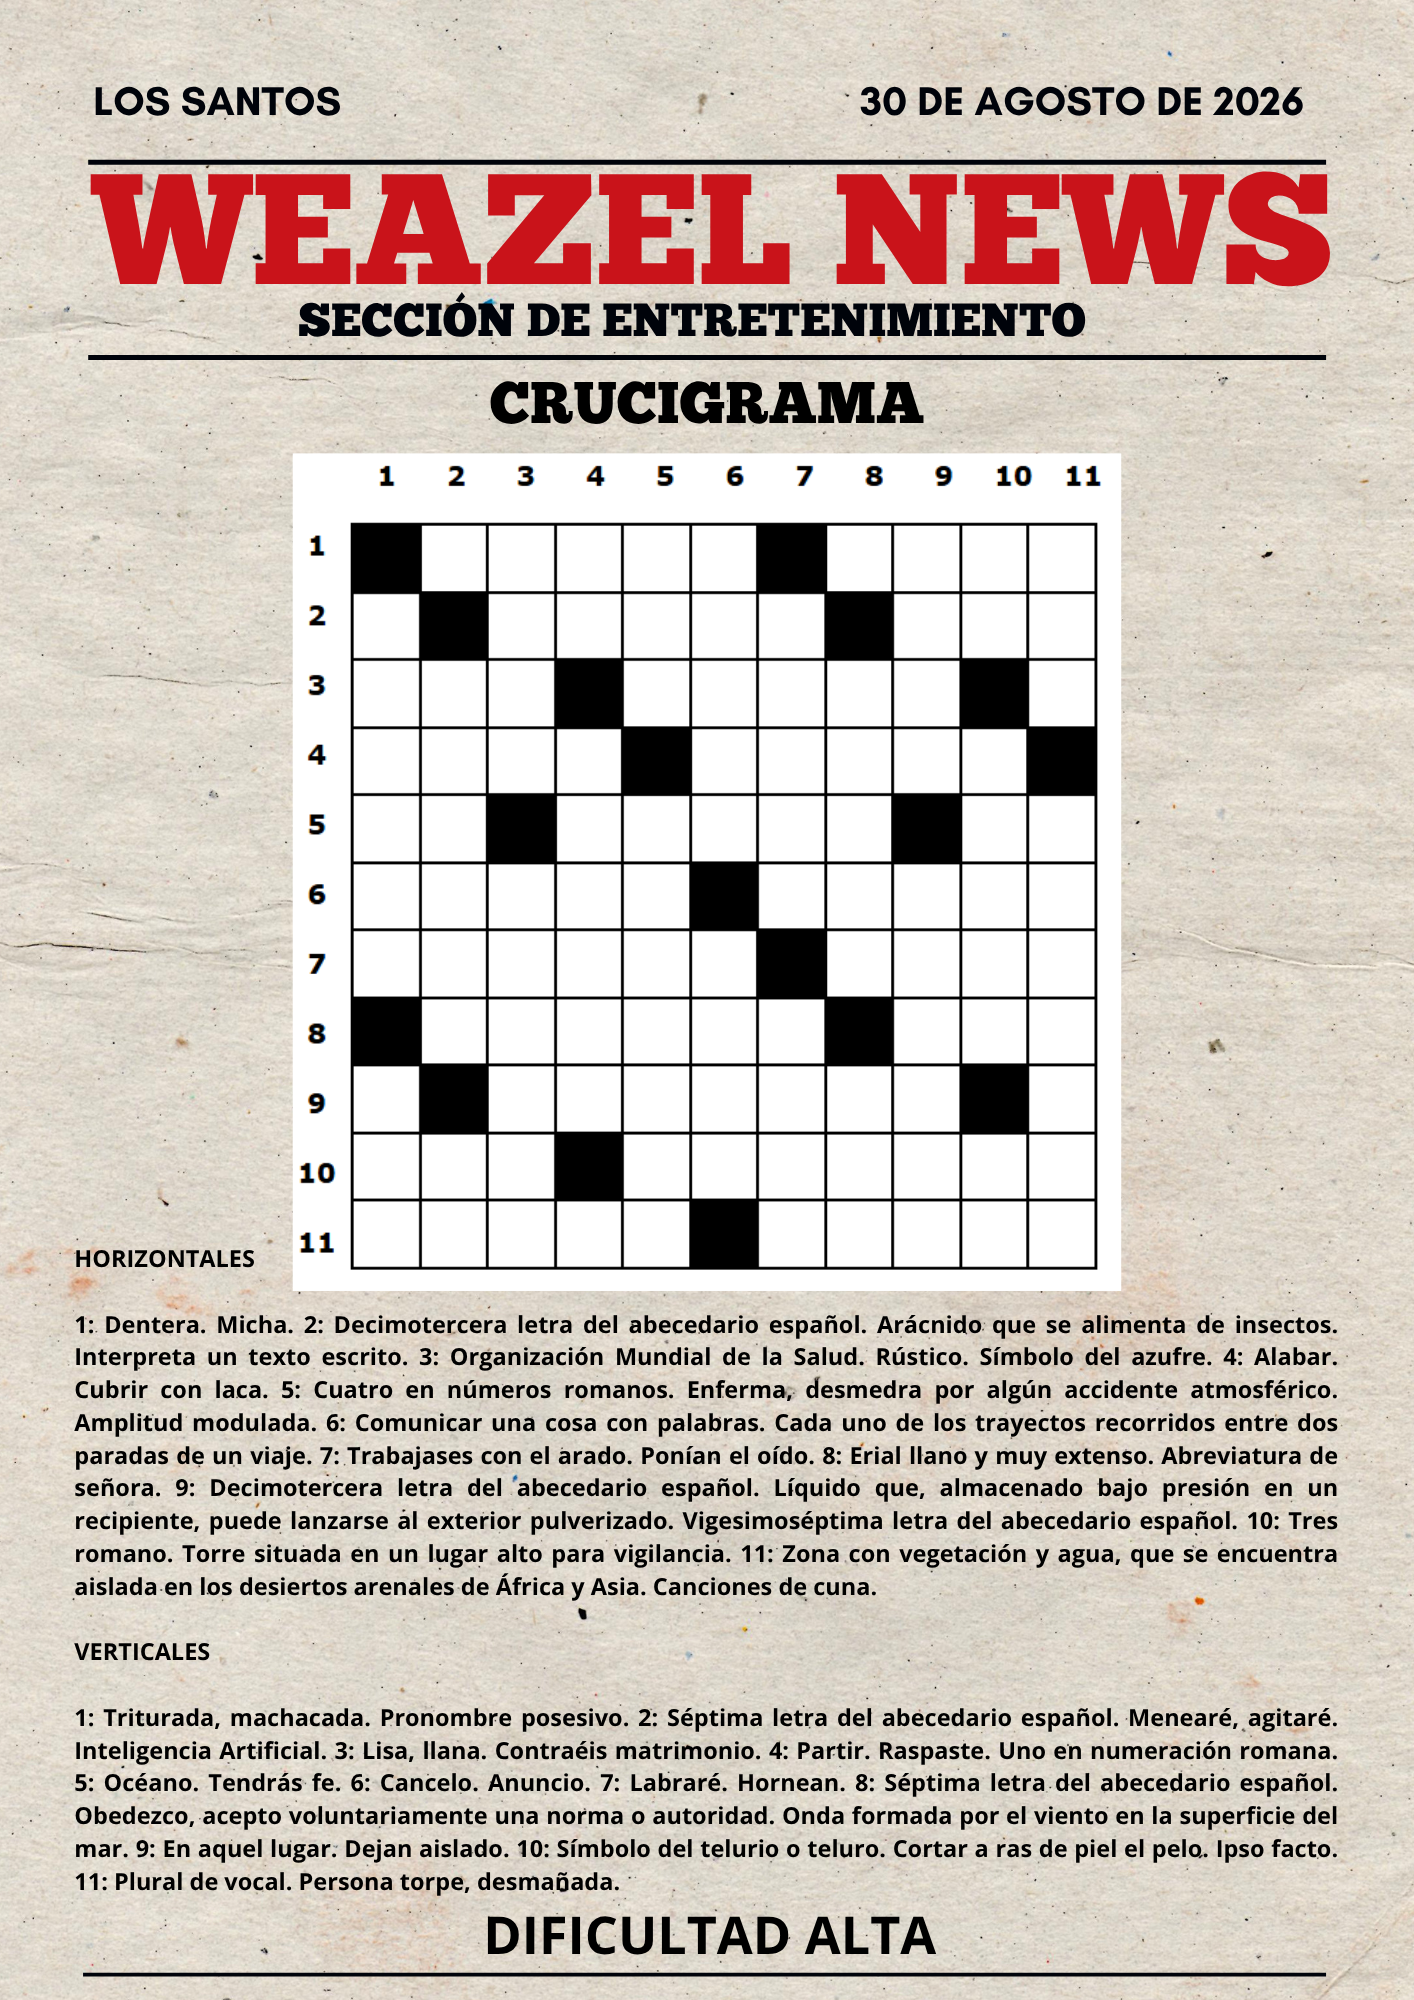 LOS SANTOS
30 DE AGOSTO DE 2026
WEAZEL NEWS
SECCIÓN DE ENTRETENIMIENTO
CRUCIGRAMA
1 2 3 4 5 6 7 8 9 10 11
1
2
3
4
5
6
7
8
9
10
11
HORIZONTALES
1: Dentera. Micha. 2: Decimotercera letra del abecedario español. Arácnido que se alimenta de insectos.
Interpreta un texto escrito. 3: Organización Mundial de la Salud. Rústico. Símbolo del azufre. 4: Alabar.
Cubrir con laca. 5: Cuatro en números romanos. Enferma, desmedra por algún accidente atmosférico.
Amplitud modulada. 6: Comunicar una cosa con palabras. Cada uno de los trayectos recorridos entre dos
paradas de un viaje. 7: Trabajases con el arado. Ponían el oído. 8: Erial llano y muy extenso. Abreviatura de
señora. 9: Decimotercera letra del abecedario español. Líquido que, almacenado bajo presión en un
recipiente, puede lanzarse al exterior pulverizado. Vigesimoséptima letra del abecedario español. 10: Tres
romano. Torre situada en un lugar alto para vigilancia. 11: Zona con vegetación y agua, que se encuentra
aislada en los desiertos arenales de África y Asia. Canciones de cuna.
VERTICALES
1: Triturada, machacada. Pronombre posesivo. 2: Séptima letra del abecedario español. Menearé, agitaré.
Inteligencia Artificial. 3: Lisa, llana. Contraéis matrimonio. 4: Partir. Raspaste. Uno en numeración romana.
5: Océano. Tendrás fe. 6: Cancelo. Anuncio. 7: Labraré. Hornean. 8: Séptima letra del abecedario español.
Obedezco, acepto voluntariamente una norma o autoridad. Onda formada por el viento en la superficie del
mar. 9: En aquel lugar. Dejan aislado. 10: Símbolo del telurio o teluro. Cortar a ras de piel el pelo. Ipso facto.
11: Plural de vocal. Persona torpe, desmañada.
DIFICULTAD ALTA